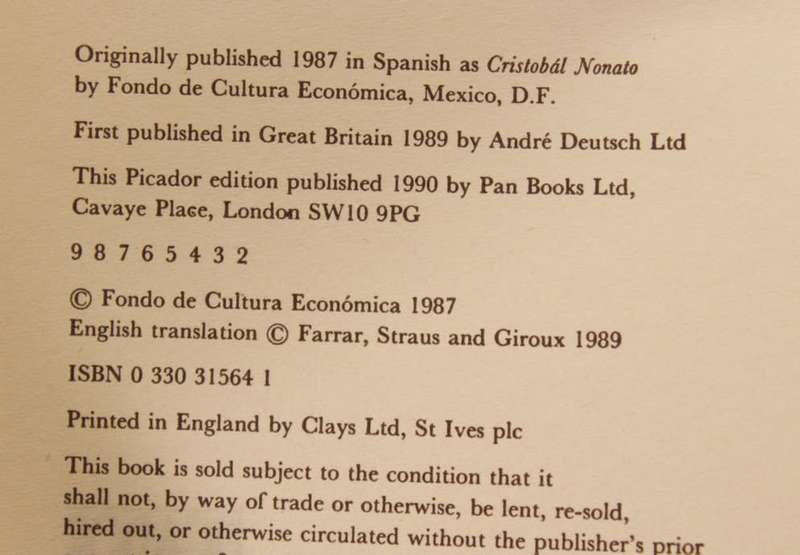 Originally published 1987 in Spanish as Cristobál Nonato
by Fondo de Cultura Económica, Mexico, D.F.
First published in Great Britain 1989 by André Deutsch Ltd
This Picador edition published 1990 by Pan Books Ltd,
Cavaye Place, London SW10 9PG
9 8 7 6 5 4 3 2
© Fondo de Cultura Económica 1987
English translation © Farrar, Straus and Giroux 1989
ISBN 0 330 31564 1
Printed in England by Clays Ltd, St Ives plc
This book is sold subject to the condition that it
shall not, by way of trade or otherwise, be lent, re-sold,
hired out, or otherwise circulated without the publisher's prior